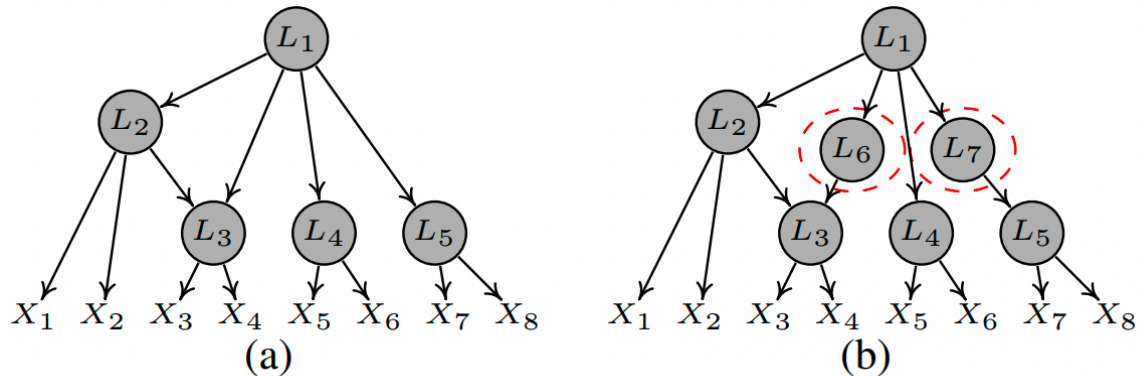 L1 L1
L2 L2 L6 L7
L3 L4 L5 L3 L4 L5
X1 X2 X3 X4 X5 X6 X7 X8 X1 X2 X3 X4 X5 X6 X7 X8
(a) (b)